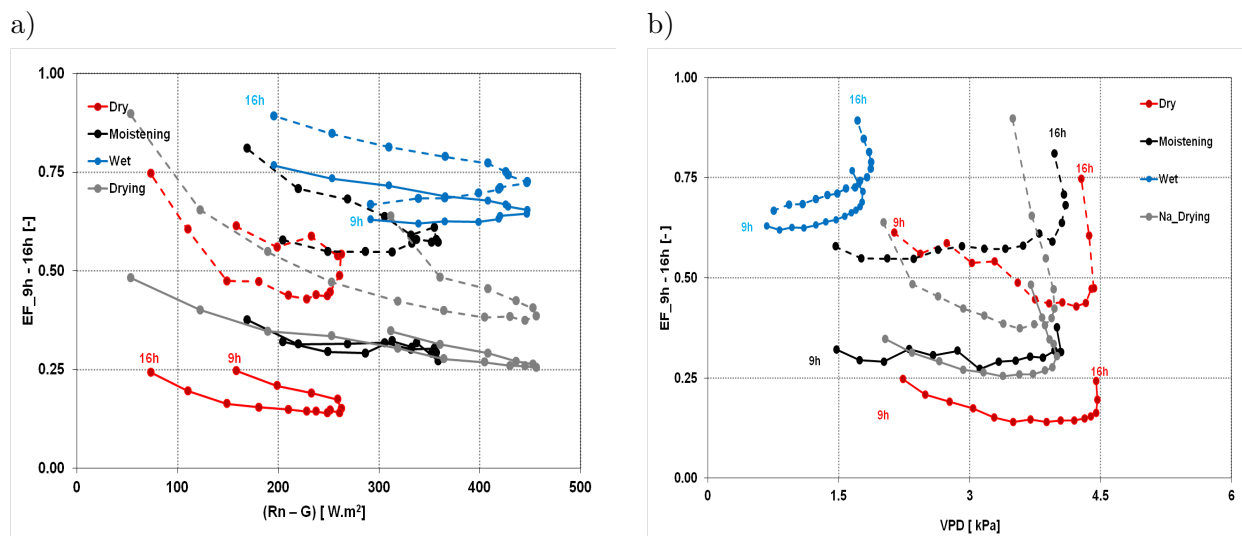 a)
b)
1.00
0.75
0.50
0.25
0.00
EF_9h - 16h [-]
Dry
Moistening
Wet
Drying
16h
9h
16h
9h
0
100
200
300
400
500
(Rn – G) [ W.m²]
1.00
0.75
0.50
0.25
0.00
EF_9h - 16h [-]
Dry
Moistening
Wet
Na_Drying
16h
9h
16h
16h
9h
9h
16h
9h
0
1.5
3
4.5
6
VPD [ kPa]